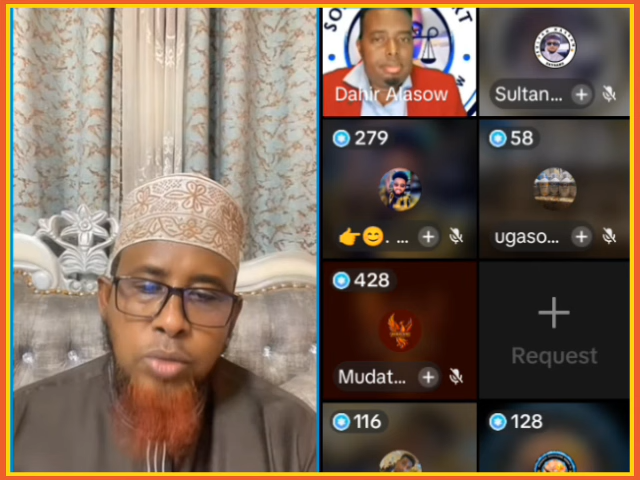 Dahir Alasow
Sultan...
279
58
👉😊. ...
ugaso...
428
Mudat...
Request
116
128